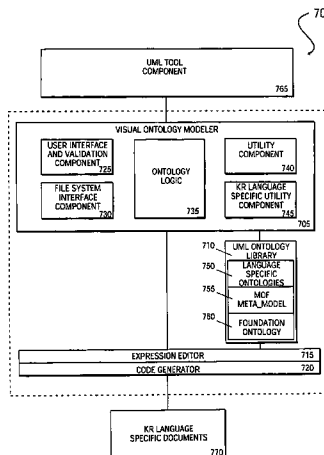 70
UML TOOL
COMPONENT
765
VISUAL ONTOLOGY MODELER
USER INTERFACE
AND VALIDATION
COMPONENT 725
FILE SYSTEM
INTERFACE
COMPONENT 730
ONTOLOGY
LOGIC
735
UTILITY
COMPONENT
740
KR LANGUAGE
SPECIFIC UTILITY
COMPONENT 745
705
710
UML ONTOLOGY
LIBRARY
750
LANGUAGE
SPECIFIC
ONTOLOGIES
755
MOF
META_MODEL
760
FOUNDATION
ONTOLOGY
EXPRESSION EDITOR 715
CODE GENERATOR 720
KR LANGUAGE
SPECIFIC DOCUMENTS
770